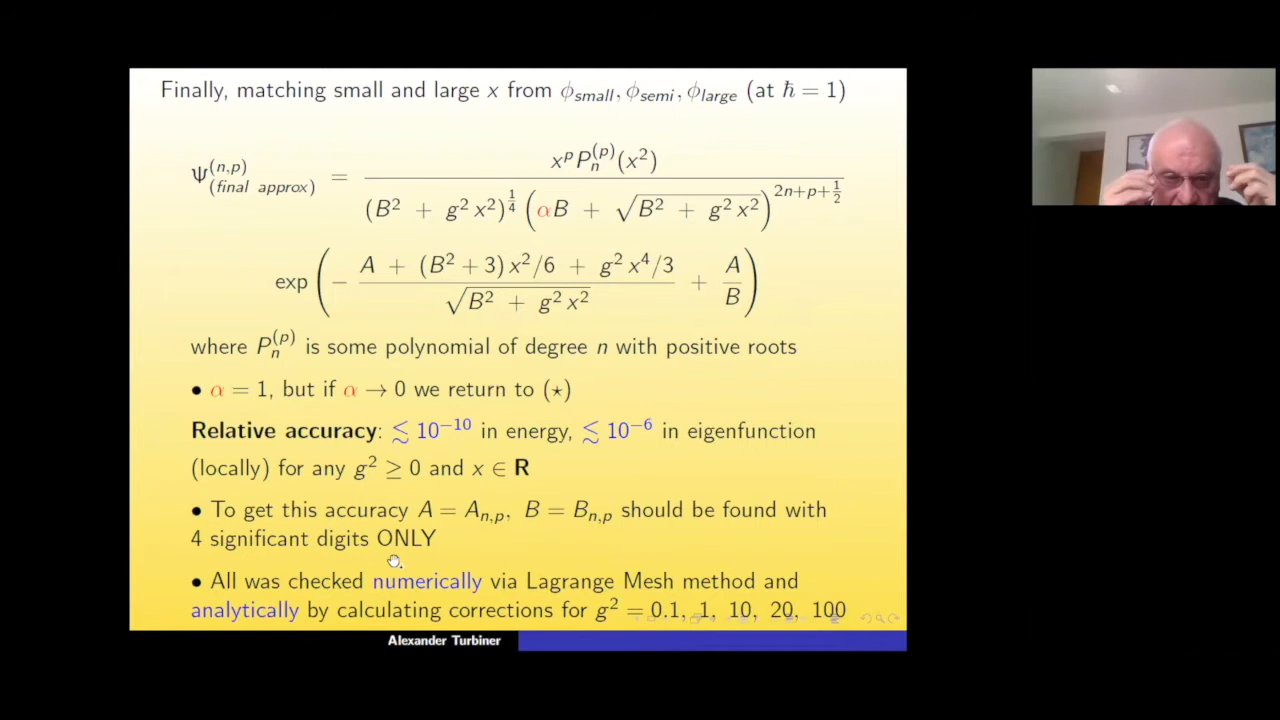 Finally, matching small and large x from ϕ_small, ϕ_semi, ϕ_large (at ℏ = 1)
Ψ^(n,p)_(final approx) = x^p P_n^(p)(x²) / ( (B² + g²x²)^(1/4) (αB + √(B² + g²x²))^(2n+p+1/2) )
exp ( − (A + (B² + 3)x²/6 + g²x⁴/3) / √(B² + g²x²) + A/B )
where P_n^(p) is some polynomial of degree n with positive roots
• α = 1, but if α → 0 we return to (⋆)
Relative accuracy: ≲ 10⁻¹⁰ in energy, ≲ 10⁻⁶ in eigenfunction
(locally) for any g² ≥ 0 and x ∈ R
• To get this accuracy A = A_n,p, B = B_n,p should be found with
4 significant digits ONLY
• All was checked numerically via Lagrange Mesh method and
analytically by calculating corrections for g² = 0.1, 1, 10, 20, 100
Alexander Turbiner